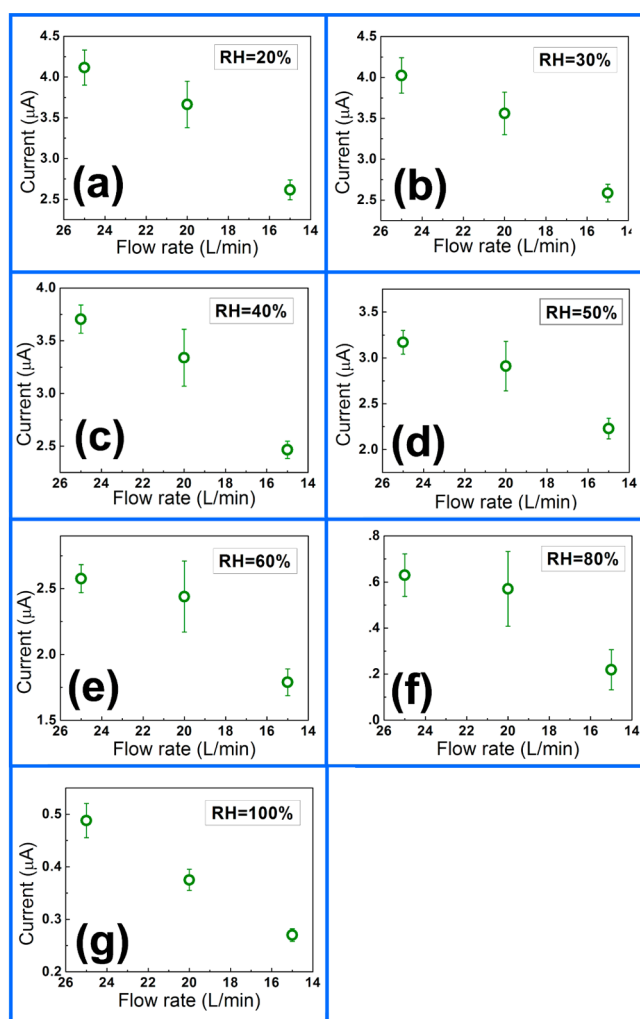 4.5
4.0
3.5
3.0
2.5
Current (μA)
RH=20%
(a)
26 24 22 20 18 16 14
Flow rate (L/min)
4.5
4.0
3.5
3.0
2.5
Current (μA)
RH=30%
(b)
26 24 22 20 18 16 14
Flow rate (L/min)
4.0
3.5
3.0
2.5
Current (μA)
RH=40%
(c)
26 24 22 20 18 16 14
Flow rate (L/min)
3.5
3.0
2.5
2.0
Current (μA)
RH=50%
(d)
26 24 22 20 18 16 14
Flow rate (L/min)
2.5
2.0
1.5
Current (μA)
RH=60%
(e)
26 24 22 20 18 16 14
Flow rate (L/min)
.8
.6
.4
.2
.0
Current (μA)
RH=80%
(f)
26 24 22 20 18 16 14
Flow rate (L/min)
0.5
0.4
0.3
0.2
Current (μA)
RH=100%
(g)
26 24 22 20 18 16 14
Flow rate (L/min)